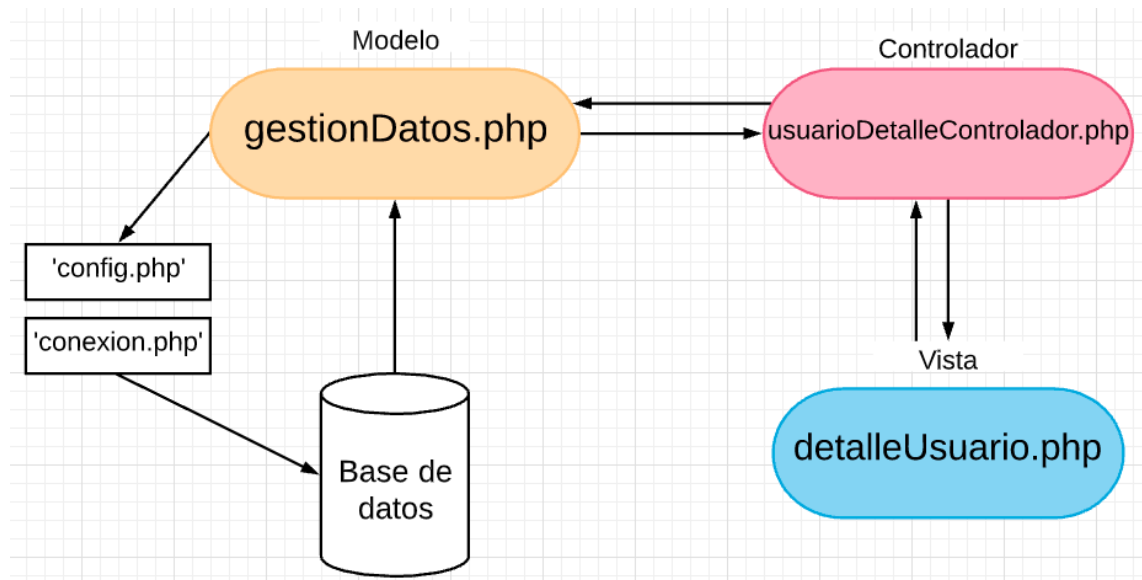 Modelo
Controlador
gestionDatos.php
usuarioDetalleControlador.php
'config.php'
'conexion.php'
Vista
detalleUsuario.php
Base de
datos